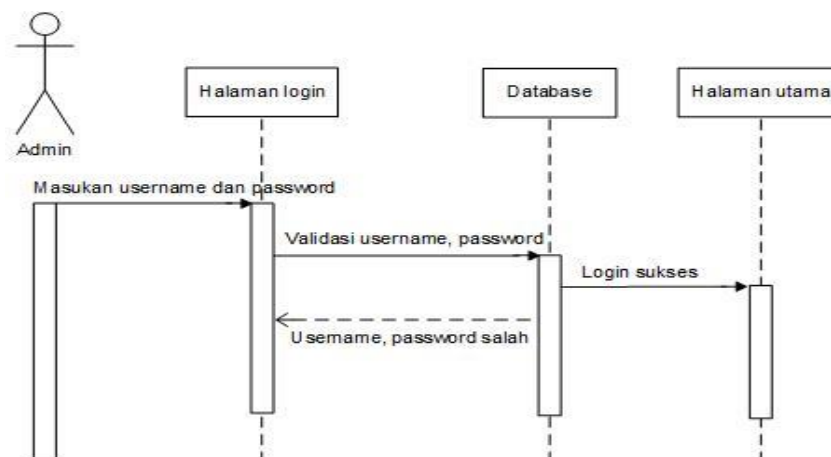 Halaman login
Database
Halaman utama
Admin
Masukan username dan password
Validasi username, password
Login sukses
Username, password salah